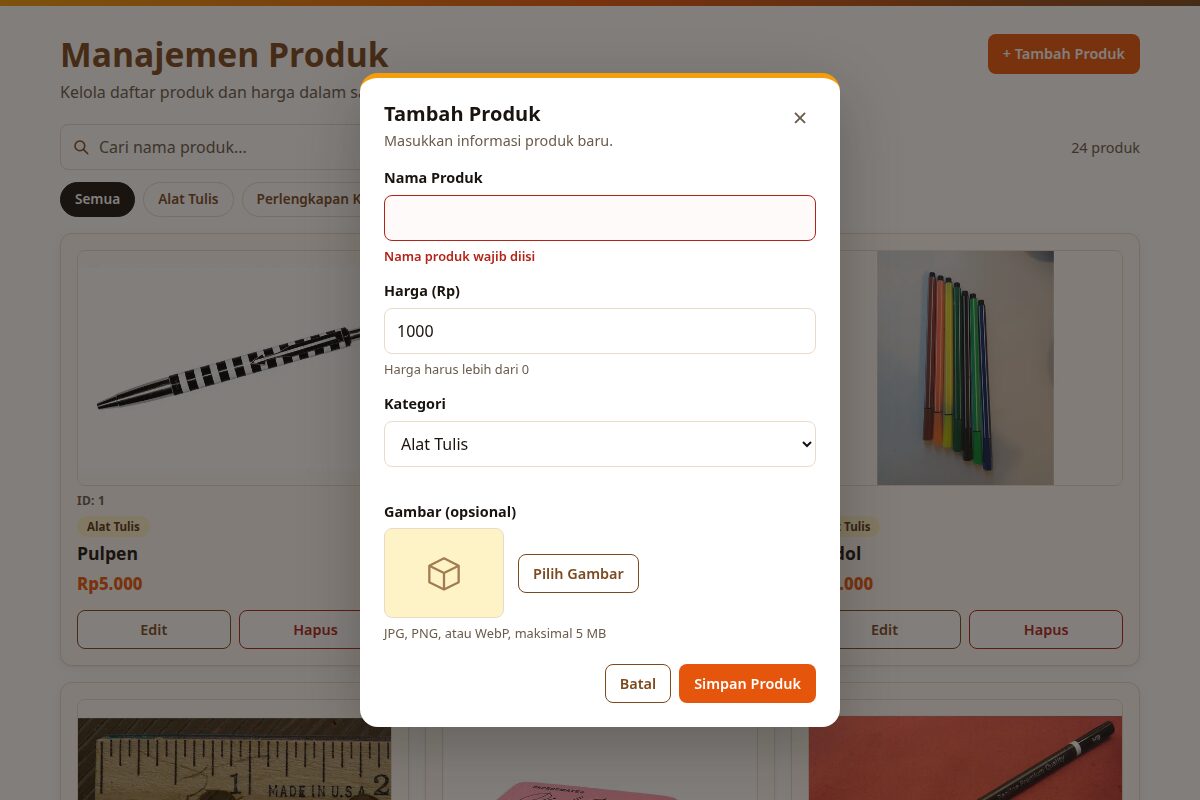 Manajemen Produk
+ Tambah Produk
Kelola daftar produk dan harga dalam
Cari nama produk...
24 produk
Semua
Alat Tulis
Perlengkapan
Tambah Produk
Masukkan informasi produk baru.
Nama Produk
Nama produk wajib diisi
Harga (Rp)
1000
Harga harus lebih dari 0
Kategori
Alat Tulis
Gambar (opsional)
Pilih Gambar
JPG, PNG, atau WebP, maksimal 5 MB
Batal
Simpan Produk
ID: 1
Alat Tulis
Pulpen
Rp5.000
Edit
Hapus
Tulis
dol
.000
Edit
Hapus
1
MADE IN U.S.A
2